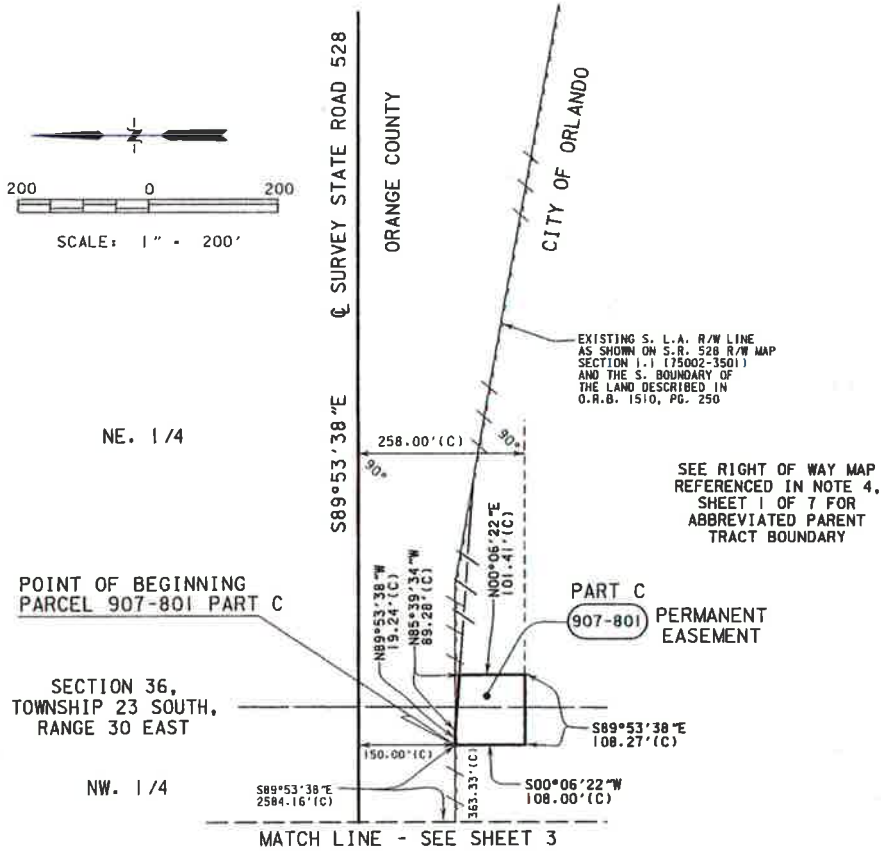 200 0 200
SCALE: 1" - 200'
℄ SURVEY STATE ROAD 528
ORANGE COUNTY
CITY OF ORLANDO
EXISTING S. L.A. R/W LINE
AS SHOWN ON S.R. 528 R/W MAP
SECTION 1.1 (75002-3501)
AND THE S. BOUNDARY OF
THE LAND DESCRIBED IN
O.R.B. 1510, PG. 250
NE. 1/4
S89°53'38"E
258.00'(C)
90°
90°
SEE RIGHT OF WAY MAP
REFERENCED IN NOTE 4,
SHEET 1 OF 7 FOR
ABBREVIATED PARENT
TRACT BOUNDARY
N00°06'22"E
101.41'(C)
N89°53'38"W
19.24'(C)
N85°39'34"W
89.28'(C)
POINT OF BEGINNING
PARCEL 907-801 PART C
PART C
907-801 PERMANENT
EASEMENT
SECTION 36,
TOWNSHIP 23 SOUTH,
RANGE 30 EAST
S89°53'38"E
108.27'(C)
150.00'(C)
363.33'(C)
S00°06'22"W
108.00'(C)
NW. 1/4
S89°53'38"E
2584.16'(C)
MATCH LINE - SEE SHEET 3